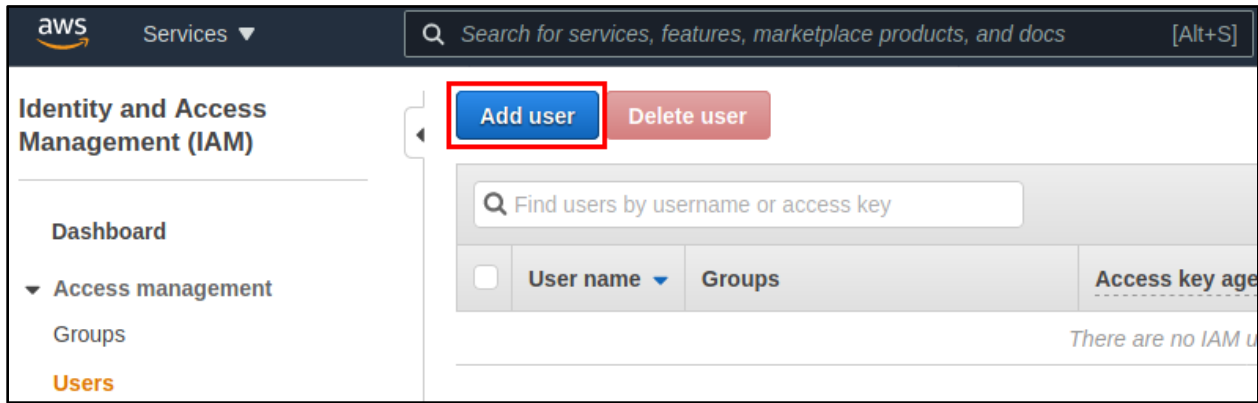 aws Services ▼ Search for services, features, marketplace products, and docs [Alt+S]
Identity and Access
Management (IAM)
Dashboard
Access management
Groups
Users
Add user Delete user
Find users by username or access key
User name Groups Access key age
There are no IAM u